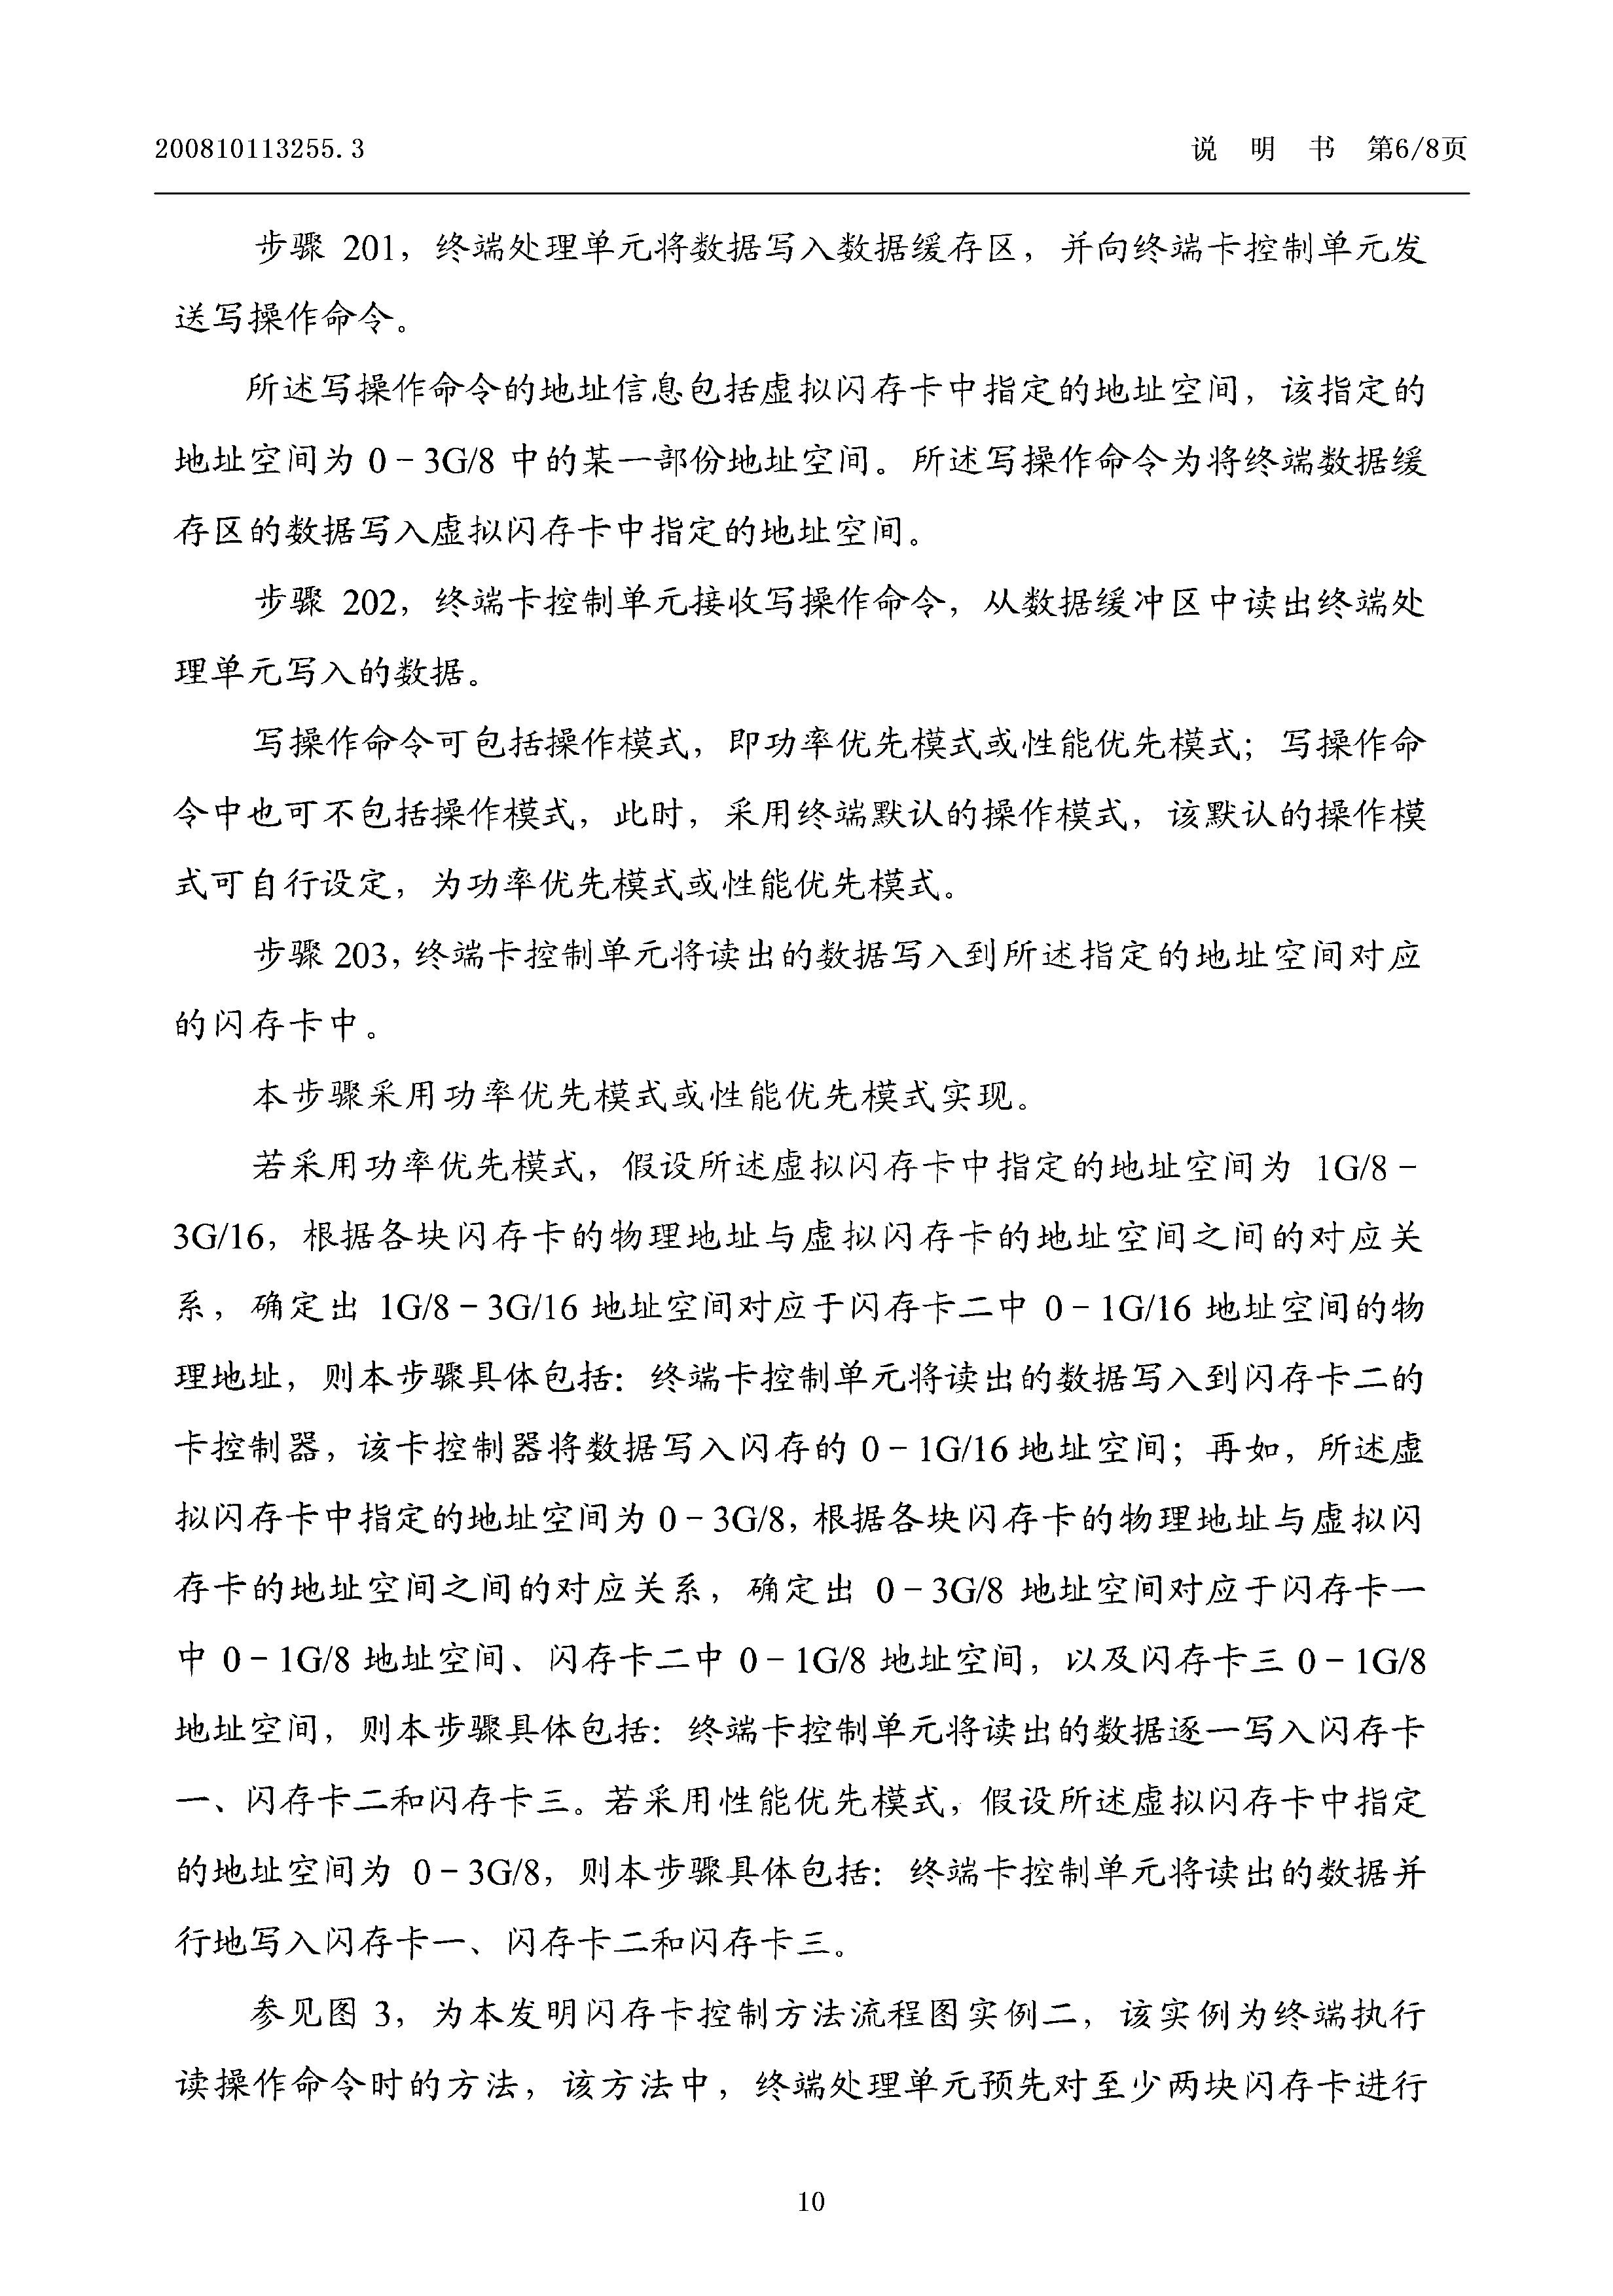 200810113255.3 说 明 书 第6/8页
步骤 201，终端处理单元将数据写入数据缓存区，并向终端卡控制单元发
送写操作命令。
所述写操作命令的地址信息包括虚拟闪存卡中指定的地址空间，该指定的
地址空间为 0－3G/8 中的某一部份地址空间。所述写操作命令为将终端数据缓
存区的数据写入虚拟闪存卡中指定的地址空间。
步骤 202，终端卡控制单元接收写操作命令，从数据缓冲区中读出终端处
理单元写入的数据。
写操作命令可包括操作模式，即功率优先模式或性能优先模式；写操作命
令中也可不包括操作模式，此时，采用终端默认的操作模式，该默认的操作模
式可自行设定，为功率优先模式或性能优先模式。
步骤 203，终端卡控制单元将读出的数据写入到所述指定的地址空间对应
的闪存卡中。
本步骤采用功率优先模式或性能优先模式实现。
若采用功率优先模式，假设所述虚拟闪存卡中指定的地址空间为 1G/8－
3G/16，根据各块闪存卡的物理地址与虚拟闪存卡的地址空间之间的对应关
系，确定出 1G/8－3G/16 地址空间对应于闪存卡二中 0－1G/16 地址空间的物
理地址，则本步骤具体包括：终端卡控制单元将读出的数据写入到闪存卡二的
卡控制器，该卡控制器将数据写入闪存的 0－1G/16 地址空间；再如，所述虚
拟闪存卡中指定的地址空间为 0－3G/8，根据各块闪存卡的物理地址与虚拟闪
存卡的地址空间之间的对应关系，确定出 0－3G/8 地址空间对应于闪存卡一
中 0－1G/8 地址空间、闪存卡二中 0－1G/8 地址空间，以及闪存卡三 0－1G/8
地址空间，则本步骤具体包括：终端卡控制单元将读出的数据逐一写入闪存卡
一、闪存卡二和闪存卡三。若采用性能优先模式，假设所述虚拟闪存卡中指定
的地址空间为 0－3G/8，则本步骤具体包括：终端卡控制单元将读出的数据并
行地写入闪存卡一、闪存卡二和闪存卡三。
参见图 3，为本发明闪存卡控制方法流程图实例二，该实例为终端执行
读操作命令时的方法，该方法中，终端处理单元预先对至少两块闪存卡进行
10